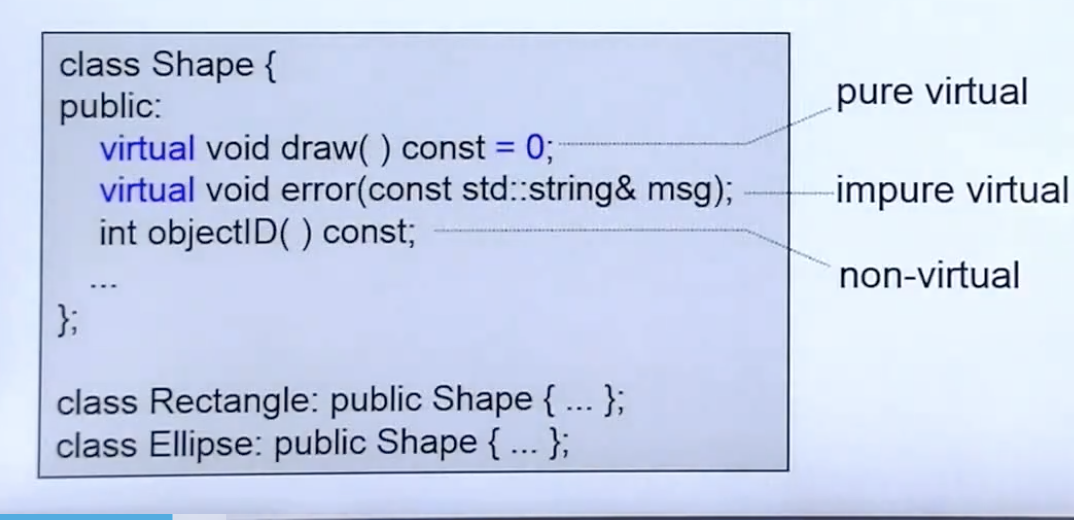 class Shape {
public:
virtual void draw( ) const = 0;
virtual void error(const std::string& msg);
int objectID( ) const;
...
};
class Rectangle: public Shape { ... };
class Ellipse: public Shape { ... };
pure virtual
impure virtual
non-virtual